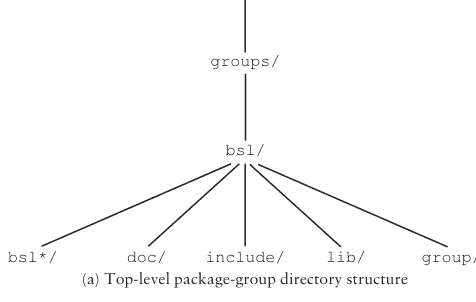 groups/
bsl/
bsl*/ doc/ include/ lib/ group/
(a) Top-level package-group directory structure